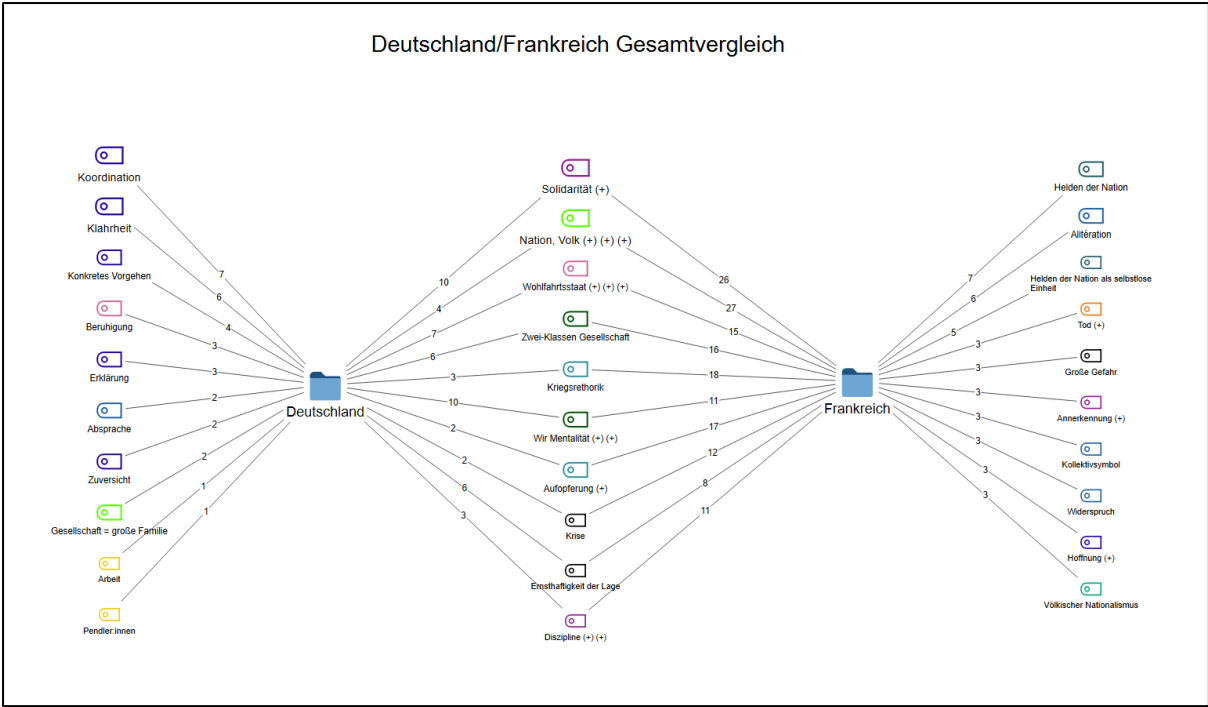 Deutschland/Frankreich Gesamtvergleich
Koordination
Klahrheit
Konkretes Vorgehen
Beruhigung
Erklärung
Absprache
Zuversicht
Gesellschaft = große Familie
Arbeit
Pendler:innen
7
6
4
3
3
2
2
2
1
1
Deutschland
10
4
7
6
3
10
2
2
6
3
Solidarität (+)
Nation, Volk (+) (+) (+)
Wohlfahrtsstaat (+) (+) (+)
Zwei-Klassen Gesellschaft
Kriegsrethorik
Wir Mentalität (+) (+)
Aufopferung (+)
Krise
Ernsthaftigkeit der Lage
Diszipline (+) (+)
26
27
15
16
18
11
17
12
8
11
Frankreich
7
6
5
3
3
3
3
3
3
3
Helden der Nation
Alitèration
Helden der Nation als selbstlose
Einheit
Tod (+)
Große Gefahr
Annerkennung (+)
Kollektivsymbol
Widerspruch
Hoffnung (+)
Völkischer Nationalismus